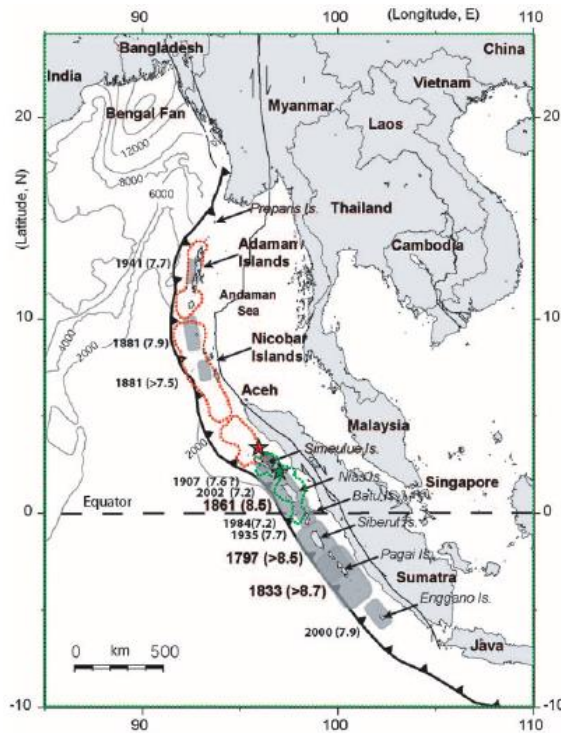 90 100 (Longitude, E) 110
Bangladesh
China
India
Vietnam
20
Bengal Fan
Myanmar
Laos
12000
8000
6000
(Latitude, N)
Preparis Is.
Thailand
Adaman
Islands
Cambodia
1941 (7.7)
4000
2000
Andaman
Sea
10
10
1881 (7.9)
Nicobar
Islands
1881 (>7.5)
Aceh
Malaysia
2000
Simeulue Is.
1907 (7.6?)
Nias Is.
Singapore
2002 (7.2)
Batu Is.
1861 (8.5)
Equator
0
0
1984 (7.2)
Siberut Is.
1935 (7.7)
1797 (>8.5)
Pagai Is.
Sumatra
1833 (>8.7)
Enggano Is.
2000 (7.9)
0 km 500
Java
-10
-10
90 100 110